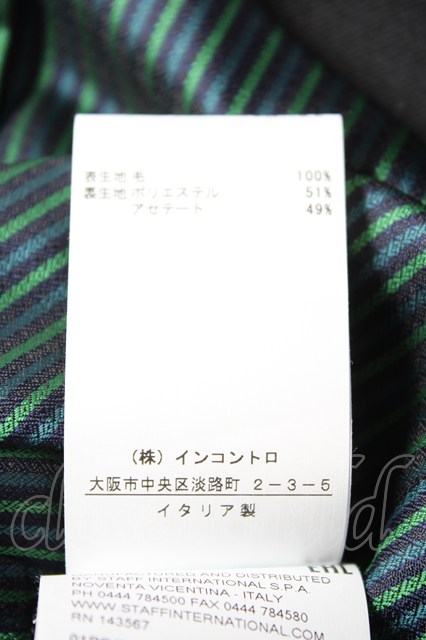 表生地 毛 100%
裏生地 ポリエステル 51%
アセテート 49%
(株) インコントロ
大阪市中央区淡路町 2-3-5
イタリア製
MANUFACTURED AND DISTRIBUTED
BY STAFF INTERNATIONAL S.P.A.
NOVENTA VICENTINA - ITALY
PH 0444 784500 FAX 0444 784580
WWW.STAFFINTERNATIONAL.COM
RN 143567